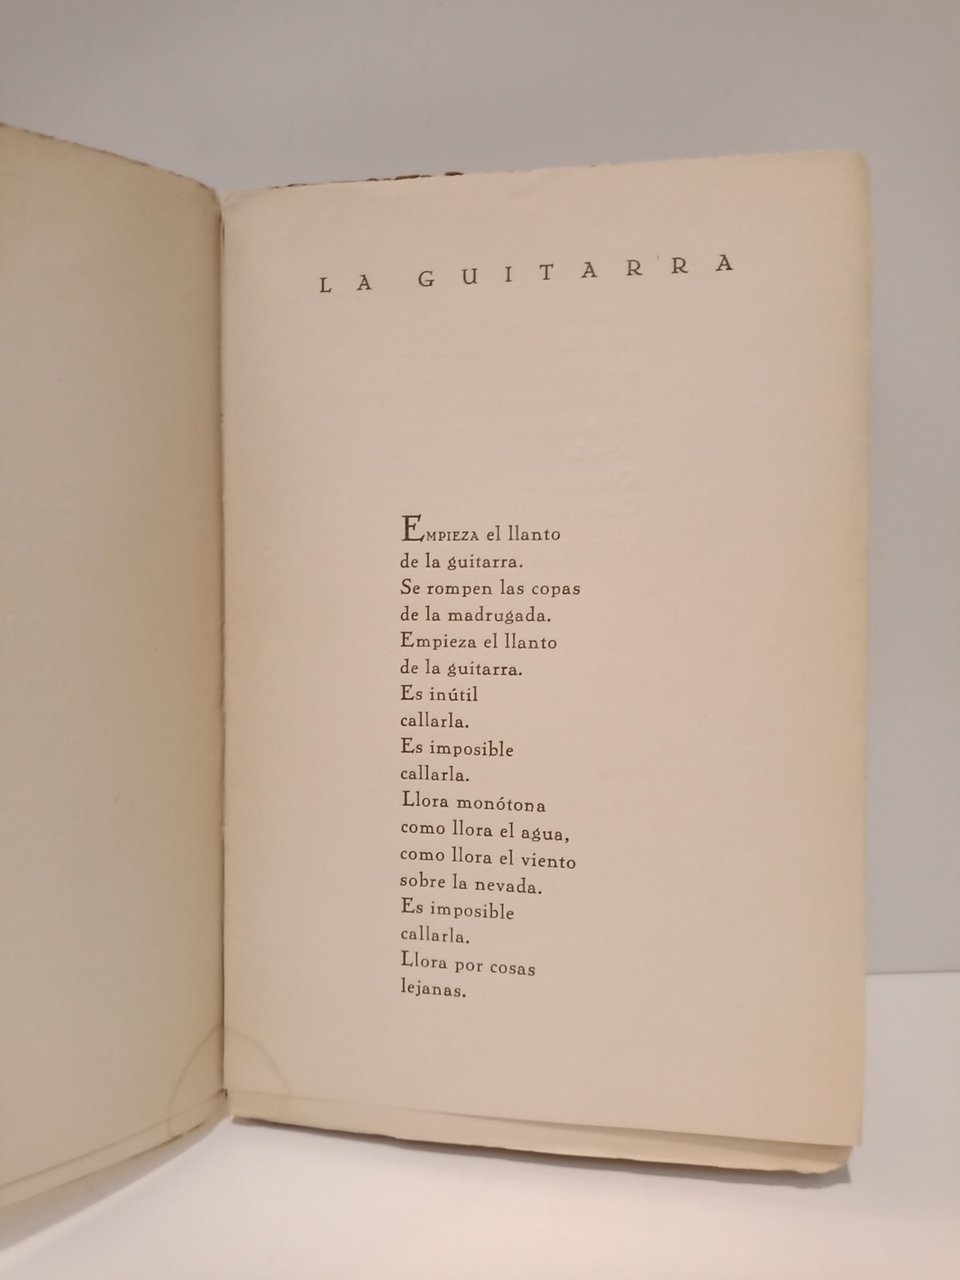 LA GUITARRA
EMPIEZA el llanto
de la guitarra.
Se rompen las copas
de la madrugada.
Empieza el llanto
de la guitarra.
Es inútil
callarla.
Es imposible
callarla.
Llora monótona
como llora el agua,
como llora el viento
sobre la nevada.
Es imposible
callarla.
Llora por cosas
lejanas.